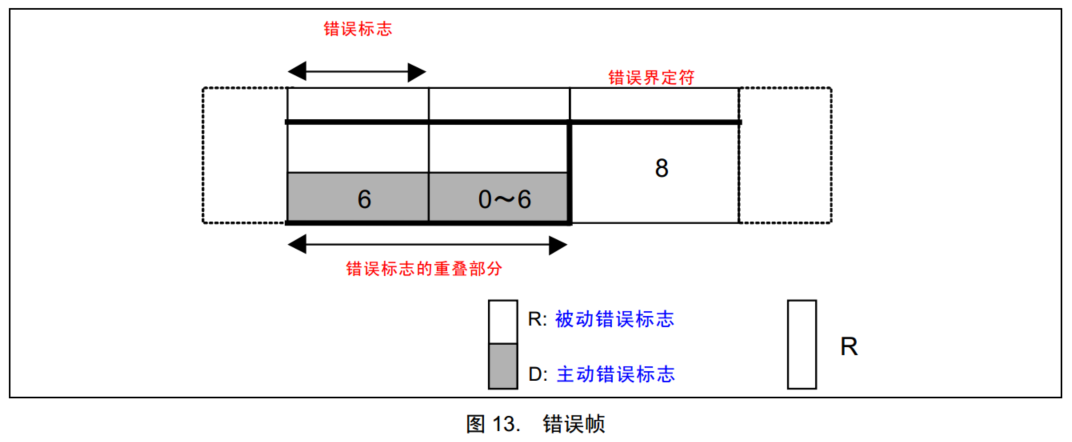 错误标志
错误界定符
8
6
0～6
错误标志的重叠部分
R: 被动错误标志
R
D: 主动错误标志
图 13. 错误帧